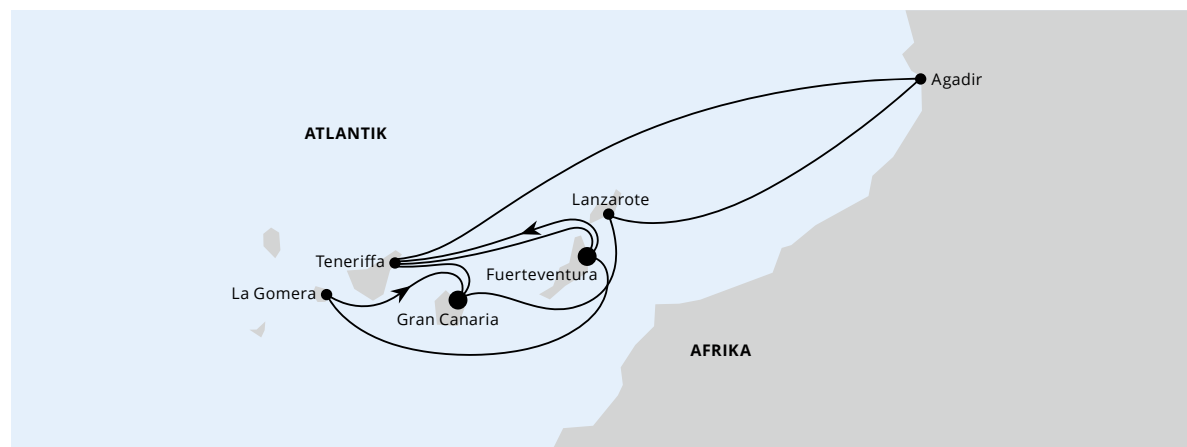 Agadir
ATLANTIK
Lanzarote
Teneriffa
Fuerteventura
La Gomera
Gran Canaria
AFRIKA